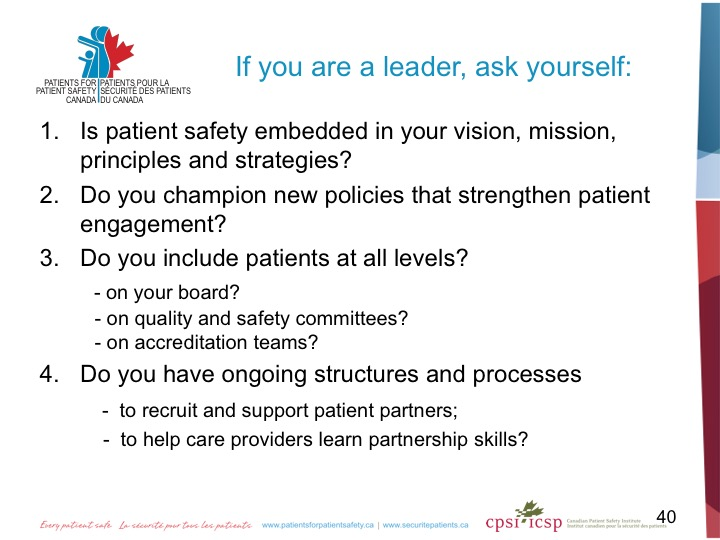 PATIENTS FOR PATIENTS POUR LA
PATIENT SAFETY SÉCURITÉ DES PATIENTS
CANADA DU CANADA
If you are a leader, ask yourself:
1. Is patient safety embedded in your vision, mission,
principles and strategies?
2. Do you champion new policies that strengthen patient
engagement?
3. Do you include patients at all levels?
- on your board?
- on quality and safety committees?
- on accreditation teams?
4. Do you have ongoing structures and processes
- to recruit and support patient partners;
- to help care providers learn partnership skills?
Every patient safe La sécurité pour tous les patients www.patientsforpatientsafety.ca | www.securitepatients.ca
cpsi icsp
Canadian Patient Safety Institute
Institut canadien pour la sécurité des patients
40